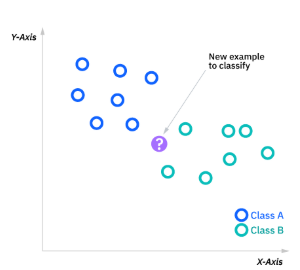 Y-Axis
New example
to classify
?
Class A
Class B
X-Axis